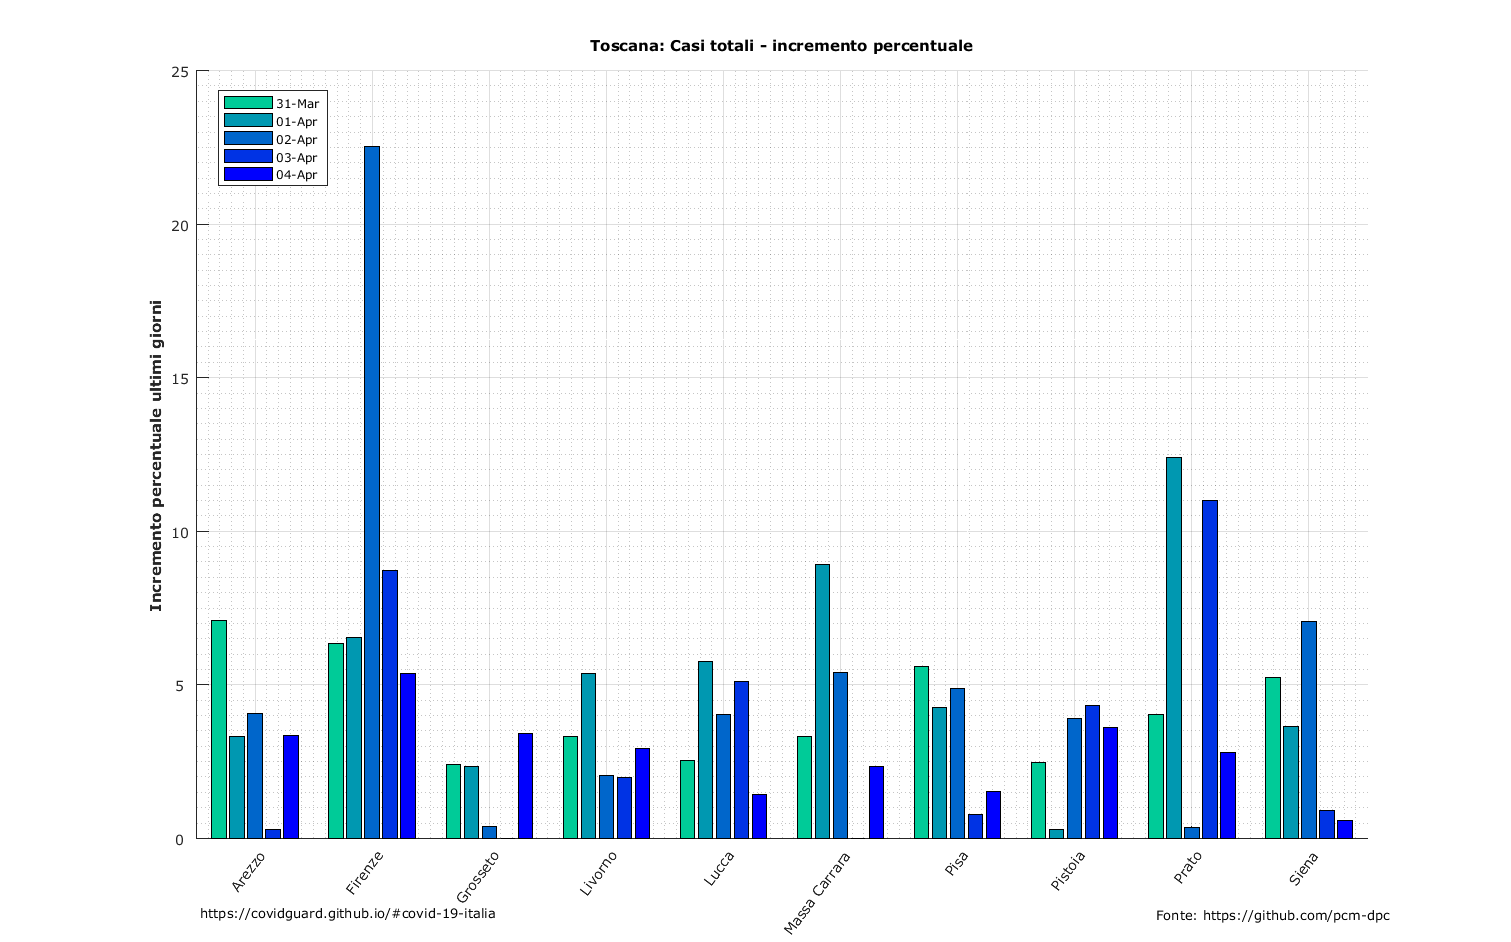 Toscana: Casi totali - incremento percentuale
25
20
15
10
5
0
Incremento percentuale ultimi giorni
31-Mar
01-Apr
02-Apr
03-Apr
04-Apr
Arezzo
Firenze
Grosseto
Livorno
Lucca
Massa Carrara
Pisa
Pistoia
Prato
Siena
https://covidguard.github.io/#covid-19-italia
Fonte: https://github.com/pcm-dpc